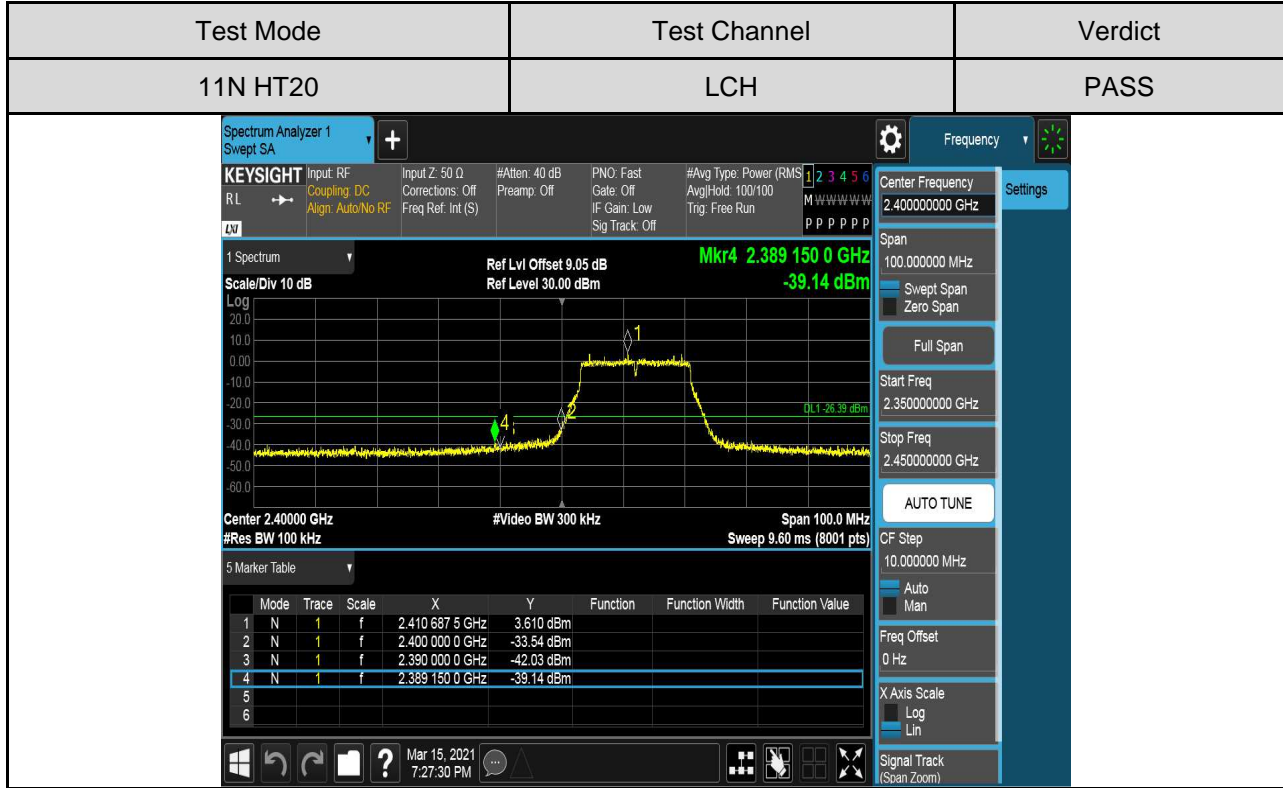 Test Mode Test Channel Verdict
11N HT20 LCH PASS
Spectrum Analyzer 1
Swept SA
Frequency
KEYSIGHT Input: RF Input Z: 50 Ω #Atten: 40 dB PNO: Fast #Avg Type: Power (RMS 1 2 3 4 5 6
RL Coupling: DC Corrections: Off Preamp: Off Gate: Off Avg|Hold: 100/100 M W W W W W
Align: Auto/No RF Freq Ref: Int (S) IF Gain: Low Trig: Free Run
LXI Sig Track: Off P P P P P P
1 Spectrum
Ref Lvl Offset 9.05 dB Mkr4 2.389 150 0 GHz
Scale/Div 10 dB Ref Level 30.00 dBm -39.14 dBm
Log
20.0
10.0
0.00
-10.0
-20.0
-30.0
-40.0
-50.0
-60.0
1
DL1 -26.39 dBm
4 2
Center 2.40000 GHz #Video BW 300 kHz Span 100.0 MHz
#Res BW 100 kHz Sweep 9.60 ms (8001 pts)
5 Marker Table
Mode Trace Scale X Y Function Function Width Function Value
1 N 1 f 2.410 687 5 GHz 3.610 dBm
2 N 1 f 2.400 000 0 GHz -33.54 dBm
3 N 1 f 2.390 000 0 GHz -42.03 dBm
4 N 1 f 2.389 150 0 GHz -39.14 dBm
5
6
Mar 15, 2021
7:27:30 PM
Center Frequency
2.400000000 GHz
Settings
Span
100.000000 MHz
Swept Span
Zero Span
Full Span
Start Freq
2.350000000 GHz
Stop Freq
2.450000000 GHz
AUTO TUNE
CF Step
10.000000 MHz
Auto
Man
Freq Offset
0 Hz
X Axis Scale
Log
Lin
Signal Track
(Span Zoom)